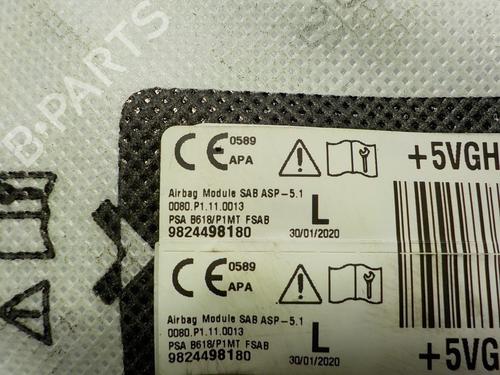 B-PARTS
CE 0589
APA
+5VGH
Airbag Module SAB ASP-5.1
0080.P1.11.0013
PSA B618/P1MT FSAB
9824498180
L
30/01/2020
CE 0589
APA
Airbag Module SAB ASP-5.1
0080.P1.11.0013
PSA B618/P1MT FSAB
9824498180
L
30/01/2020
+5VG